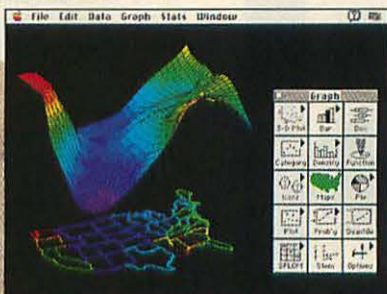 File Edit Data Graph Stats Window
Graph
3-D Plot Bar Box
Category Density Function
Icons Maps Pie
Plot Prob'y Quantile
SPLOM Stem Options